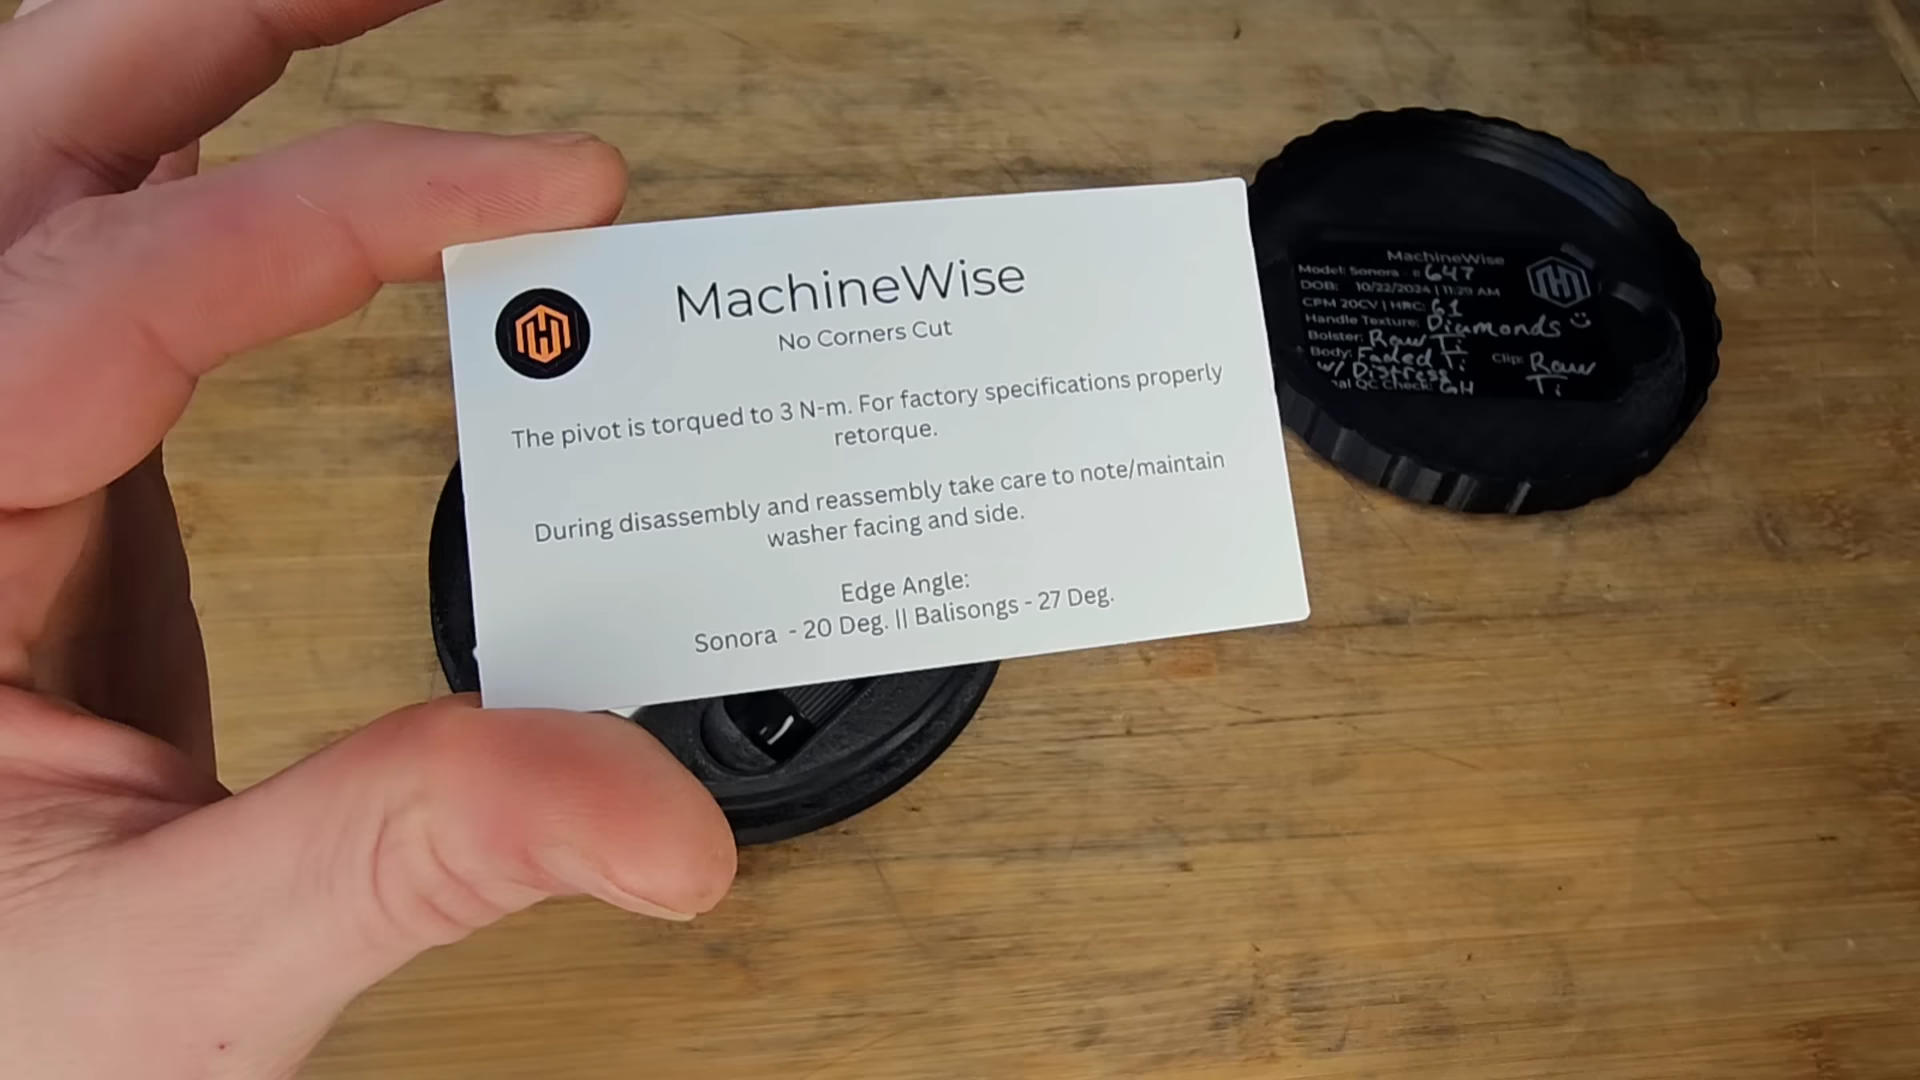 MachineWise
No Corners Cut
The pivot is torqued to 3 N-m. For factory specifications properly
retorque.
During disassembly and reassembly take care to note/maintain
washer facing and side.
Edge Angle:
Sonora - 20 Deg. || Balisongs - 27 Deg.
MachineWise
Model: Sonora - # 647
DOB: 10/22/2024 | 11:29 AM
CPM 20CV | HRC: 61
Handle Texture: Diamonds
Bolster: Raw Ti
Body: Faded Ti Clip: Raw
w/ Distress Ti
QC Check: GH